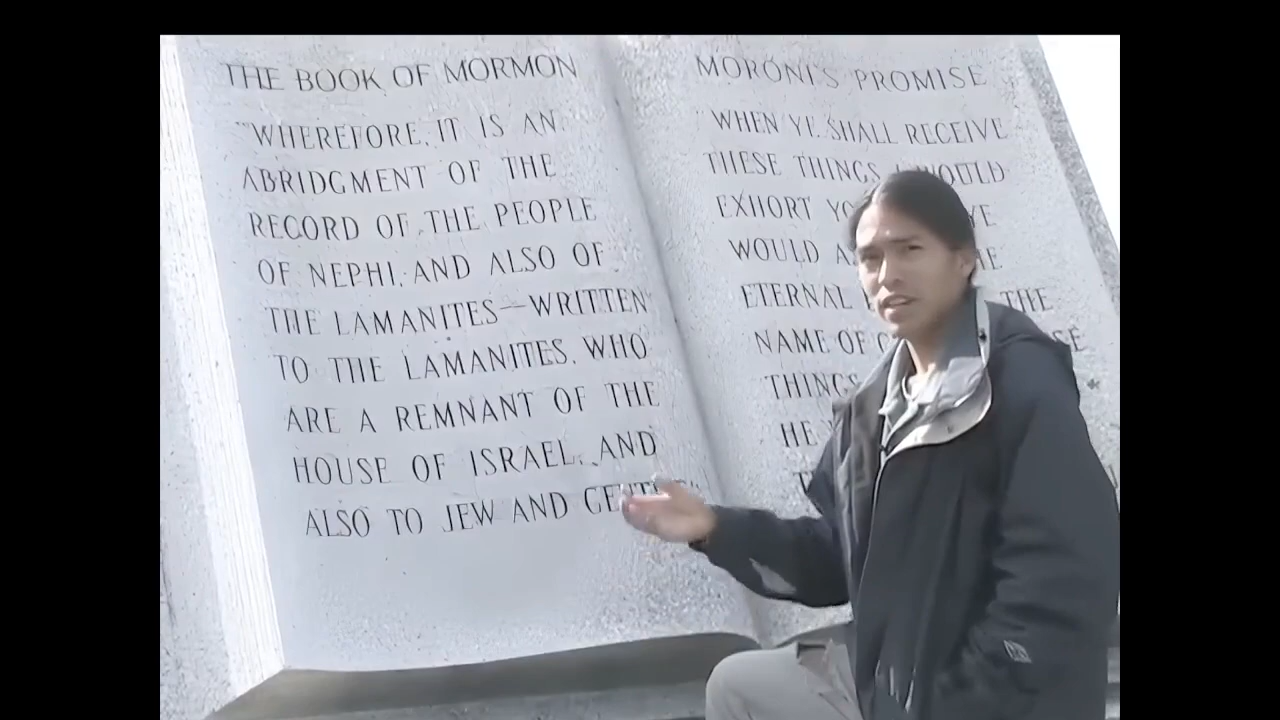 THE BOOK OF MORMON
"WHEREFORE, IT IS AN
ABRIDGMENT OF THE
RECORD OF THE PEOPLE
OF NEPHI, AND ALSO OF
THE LAMANITES—WRITTEN
TO THE LAMANITES, WHO
ARE A REMNANT OF THE
HOUSE OF ISRAEL, AND
ALSO TO JEW AND
MORONI'S PROMISE
"WHEN YE SHALL RECEIVE
THESE THINGS, I WOULD
EXHORT YE
WOULD
ETERNAL THE
NAME OF
THINGS
HE